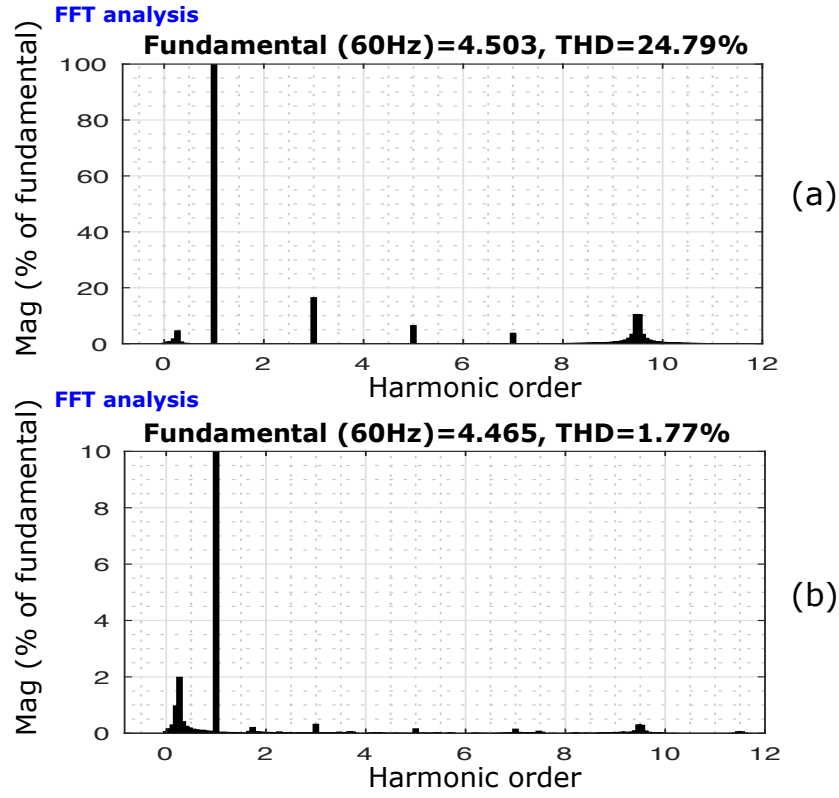 FFT analysis
Fundamental (60Hz)=4.503, THD=24.79%
Mag (% of fundamental)
100
80
60
40
20
0
0 2 4 6 8 10 12
Harmonic order
(a)
FFT analysis
Fundamental (60Hz)=4.465, THD=1.77%
Mag (% of fundamental)
10
8
6
4
2
0
0 2 4 6 8 10 12
Harmonic order
(b)